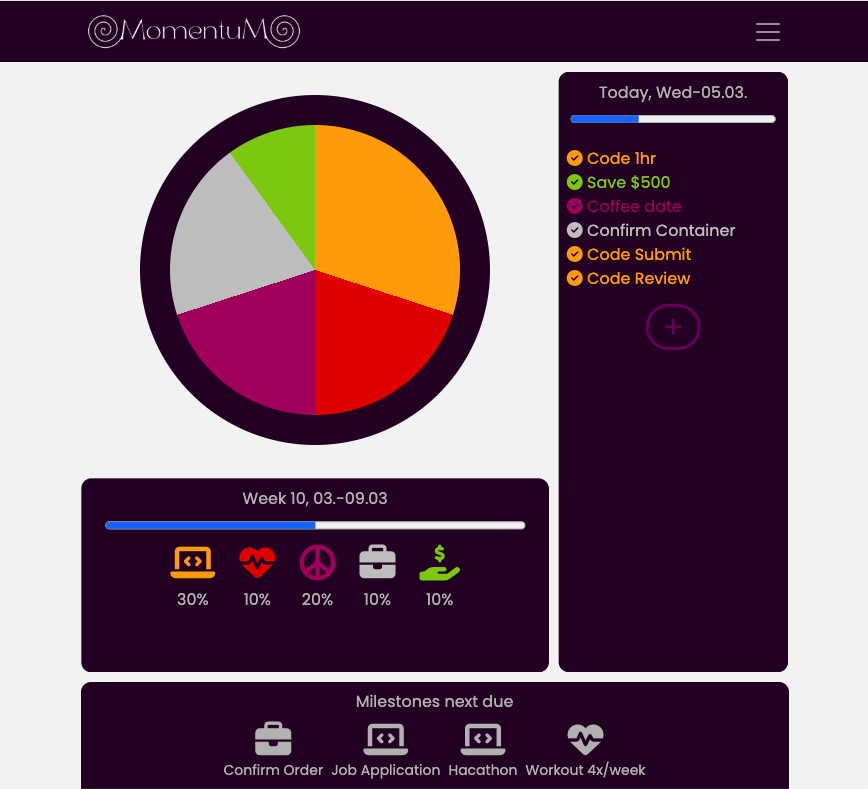 MomentuM
Today, Wed-05.03.
Code 1hr
Save $500
Coffee date
Confirm Container
Code Submit
Code Review
+
Week 10, 03.-09.03
$
30% 10% 20% 10% 10%
Milestones next due
Confirm Order Job Application Hacathon Workout 4x/week